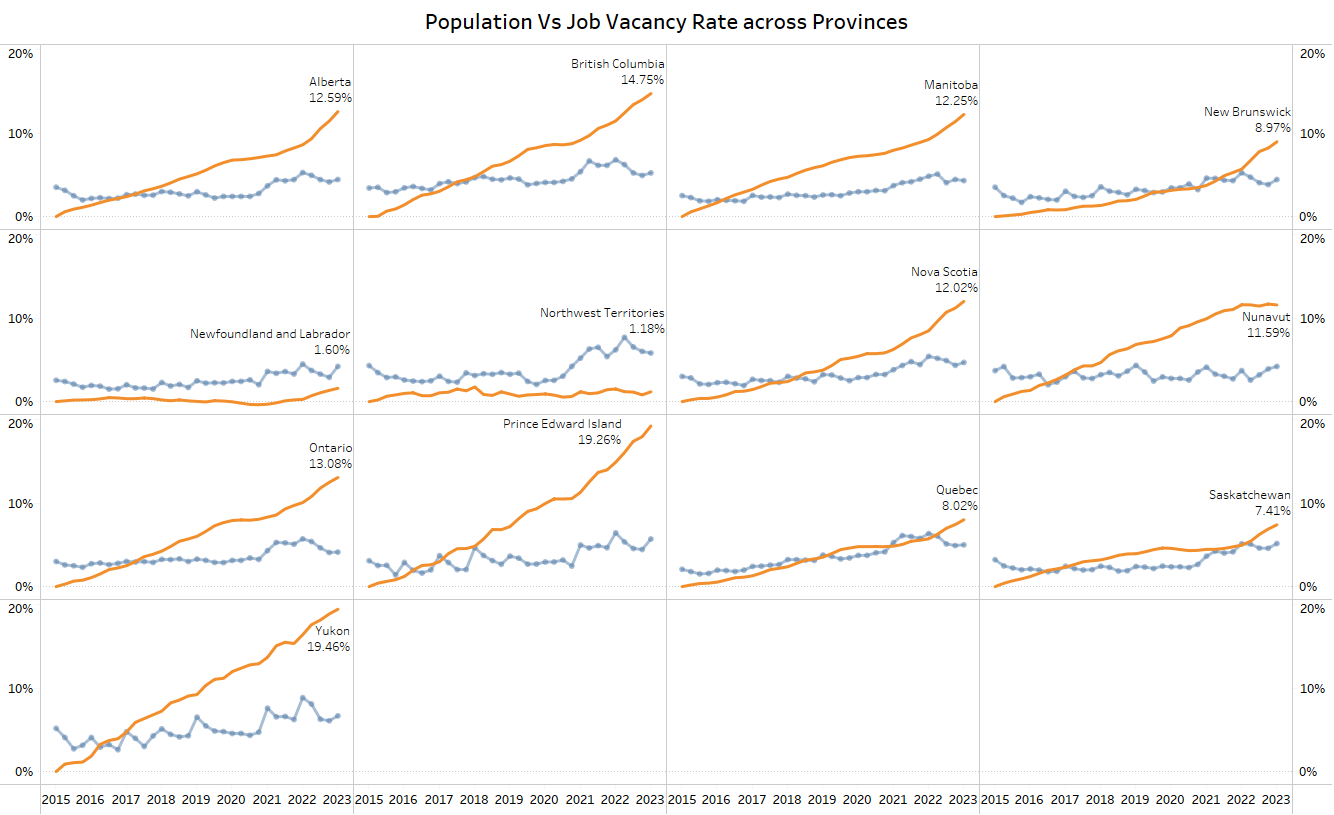 Population Vs Job Vacancy Rate across Provinces
20%
10%
0%
Alberta
12.59%
British Columbia
14.75%
Manitoba
12.25%
New Brunswick
8.97%
20%
10%
0%
20%
10%
0%
Newfoundland and Labrador
1.60%
Northwest Territories
1.18%
Nova Scotia
12.02%
Nunavut
11.59%
20%
10%
0%
20%
10%
0%
Ontario
13.08%
Prince Edward Island
19.26%
Quebec
8.02%
Saskatchewan
7.41%
20%
10%
0%
20%
10%
0%
Yukon
19.46%
20%
10%
0%
2015 2016 2017 2018 2019 2020 2021 2022 2023 2015 2016 2017 2018 2019 2020 2021 2022 2023 2015 2016 2017 2018 2019 2020 2021 2022 2023 2015 2016 2017 2018 2019 2020 2021 2022 2023